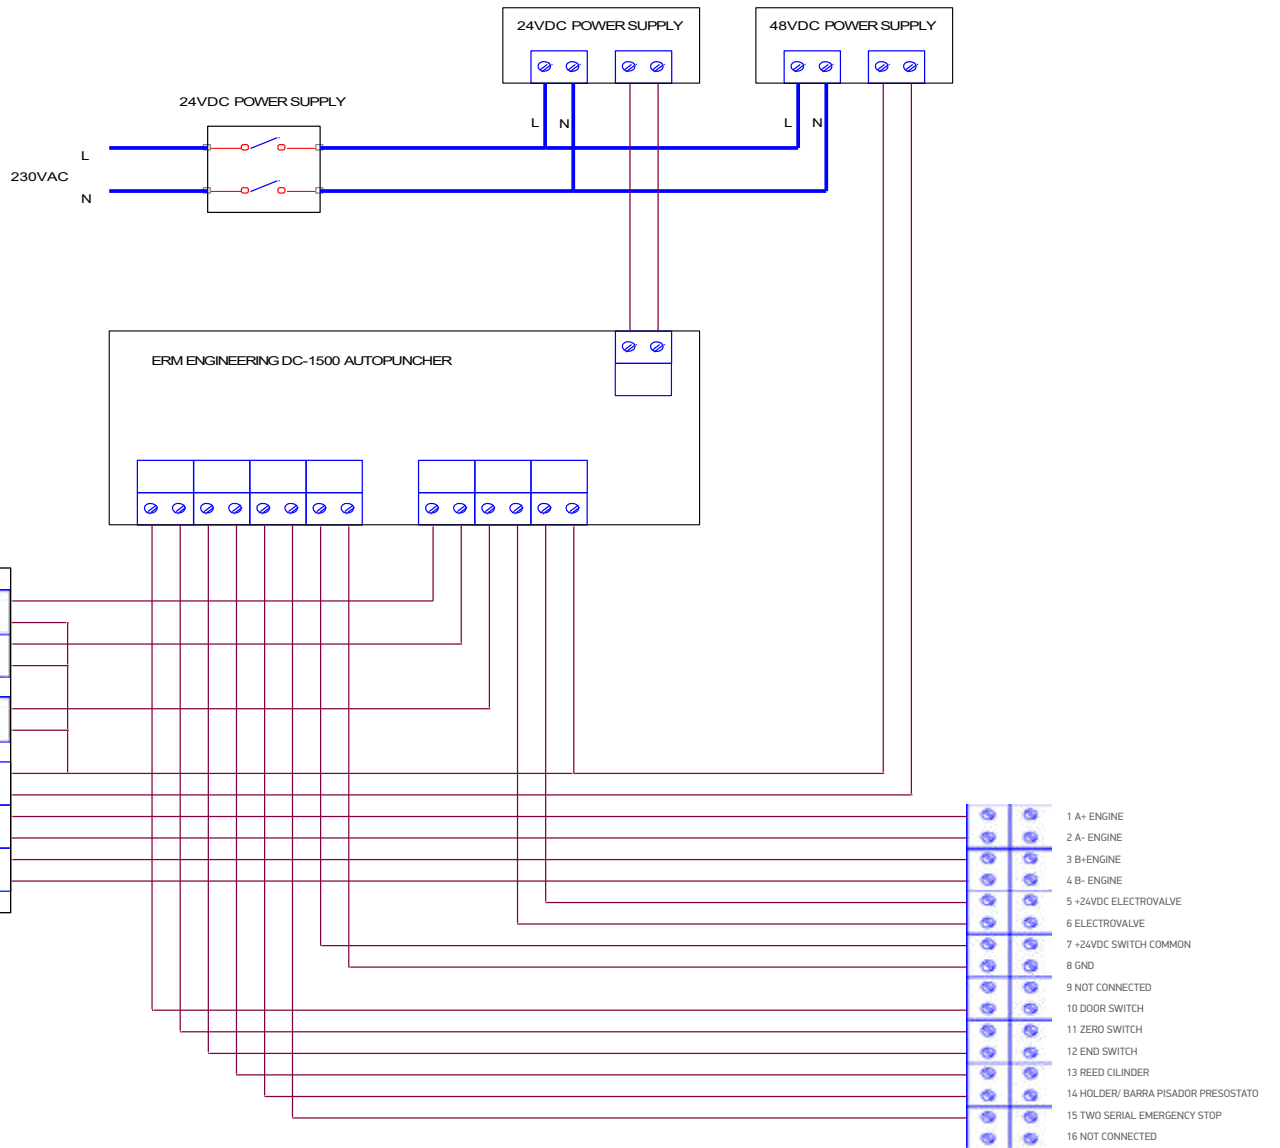 24VDC POWER SUPPLY
48VDC POWER SUPPLY
24VDC POWER SUPPLY
L
N
L
N
L
230VAC
N
ERM ENGINEERING DC-1500 AUTOPUNCHER
1 A+ ENGINE
2 A- ENGINE
3 B+ENGINE
4 B- ENGINE
5 +24VDC ELECTROVALVE
6 ELECTROVALVE
7 +24VDC SWITCH COMMON
8 GND
9 NOT CONNECTED
10 DOOR SWITCH
11 ZERO SWITCH
12 END SWITCH
13 REED CILINDER
14 HOLDER/ BARRA PISADOR PRESOSTATO
15 TWO SERIAL EMERGENCY STOP
16 NOT CONNECTED